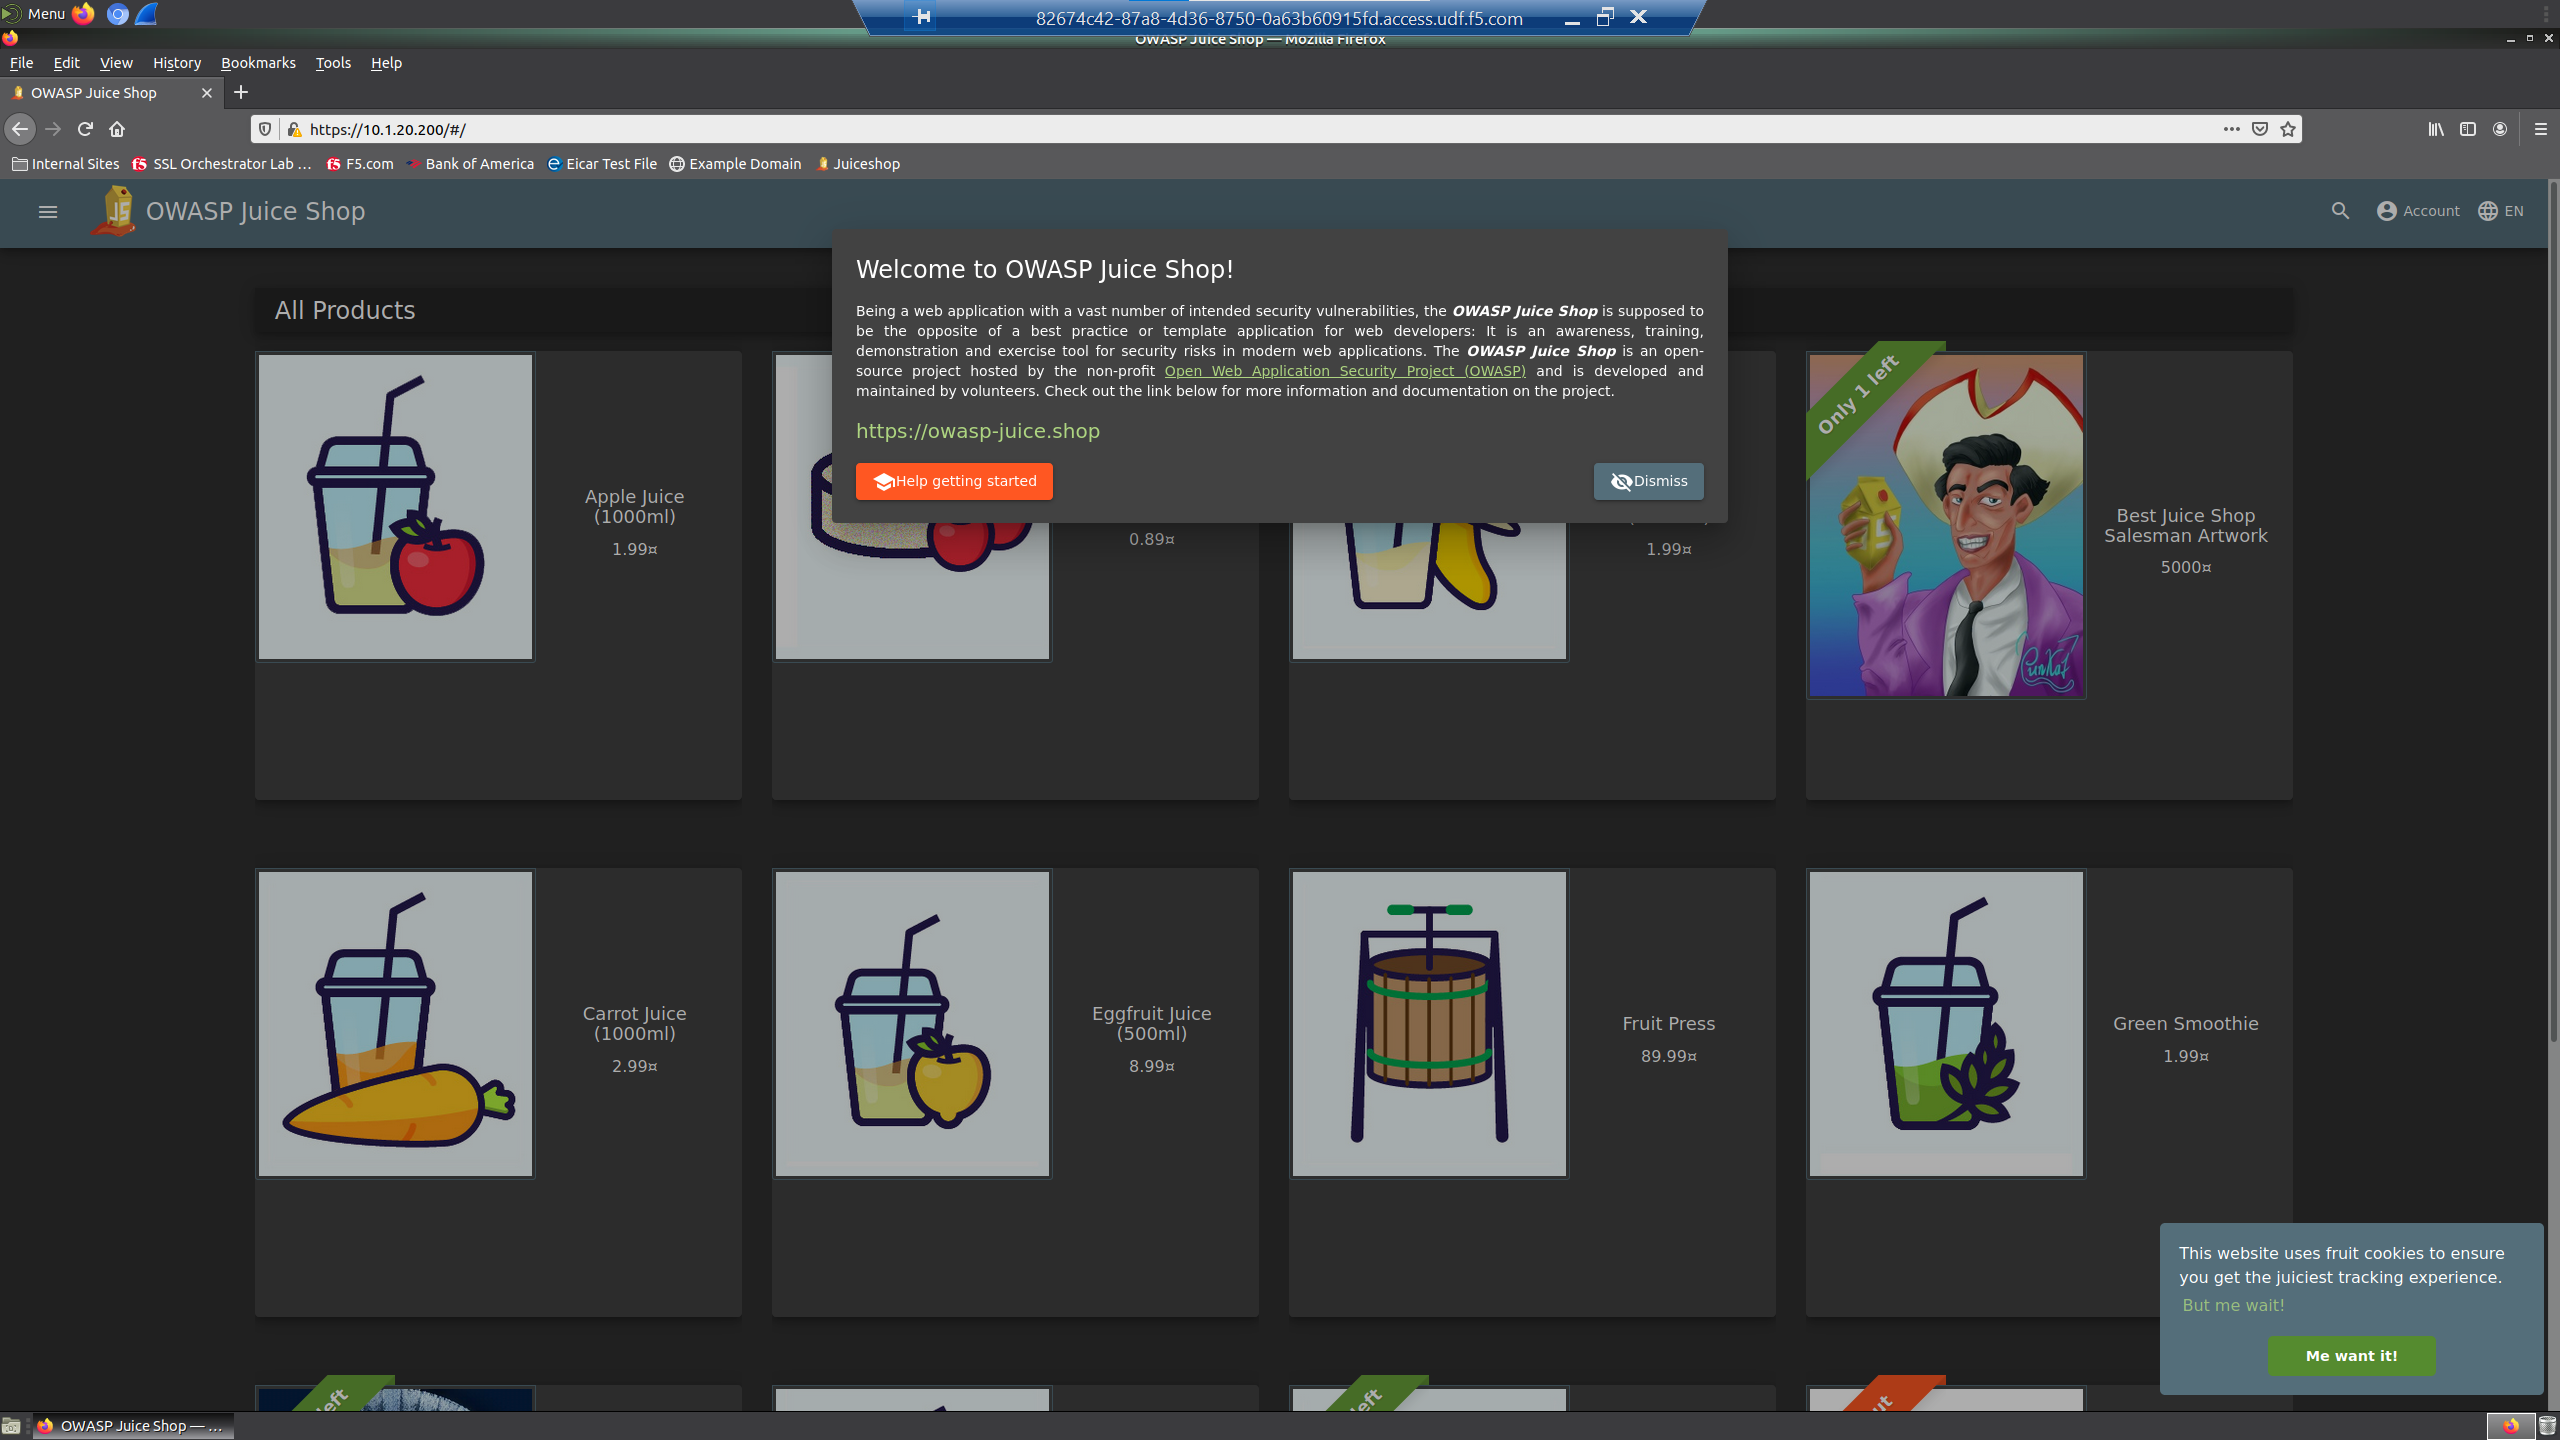 Menu
82674c42-87a8-4d36-8750-0a63b60915fd.access.udf.f5.com
OWASP Juice Shop — Mozilla Firefox
File Edit View History Bookmarks Tools Help
OWASP Juice Shop
https://10.1.20.200/#/
Internal Sites SSL Orchestrator Lab ... F5.com Bank of America Eicar Test File Example Domain Juiceshop
OWASP Juice Shop
Account EN
All Products
Welcome to OWASP Juice Shop!
Being a web application with a vast number of intended security vulnerabilities, the OWASP Juice Shop is supposed to
be the opposite of a best practice or template application for web developers: It is an awareness, training,
demonstration and exercise tool for security risks in modern web applications. The OWASP Juice Shop is an open-
source project hosted by the non-profit Open Web Application Security Project (OWASP) and is developed and
maintained by volunteers. Check out the link below for more information and documentation on the project.
https://owasp-juice.shop
Help getting started
Dismiss
Apple Juice
(1000ml)
1.99¤
0.89¤
1.99¤
Only 1 left
Best Juice Shop
Salesman Artwork
5000¤
Carrot Juice
(1000ml)
2.99¤
Eggfruit Juice
(500ml)
8.99¤
Fruit Press
89.99¤
Green Smoothie
1.99¤
This website uses fruit cookies to ensure
you get the juiciest tracking experience.
But me wait!
Me want it!
left
left
OWASP Juice Shop — ...